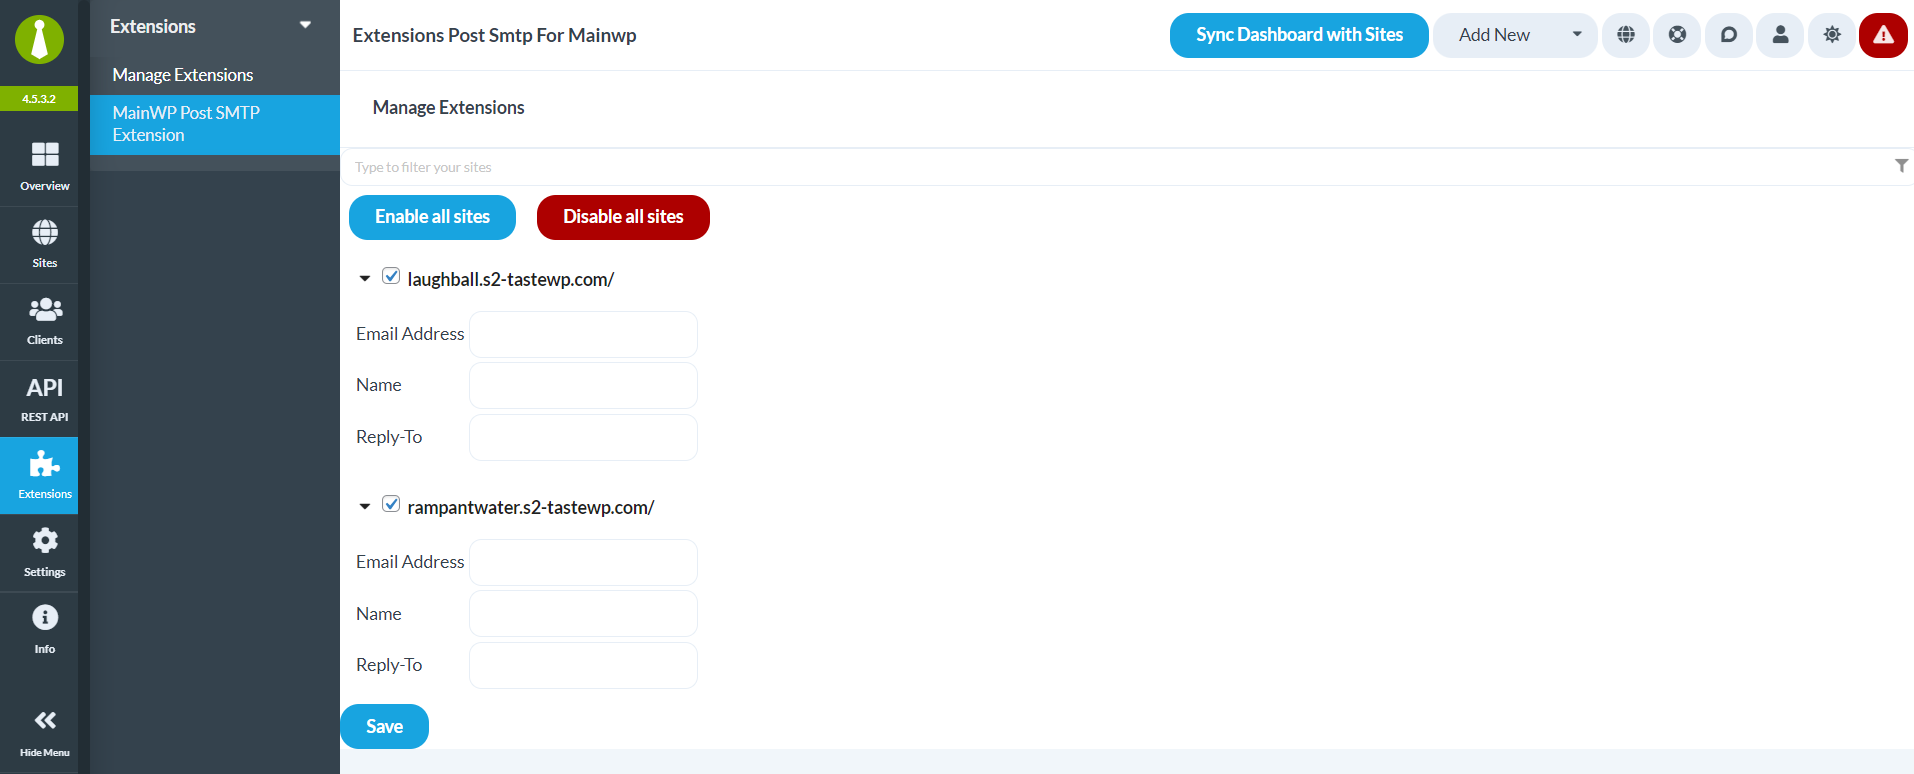 4.5.3.2
Overview
Sites
Clients
API
REST API
Extensions
Settings
Info
Hide Menu
Extensions
Manage Extensions
MainWP Post SMTP
Extension
Extensions Post Smtp For Mainwp
Sync Dashboard with Sites
Add New
Manage Extensions
Type to filter your sites
Enable all sites
Disable all sites
laughball.s2-tastewp.com/
Email Address
Name
Reply-To
rampantwater.s2-tastewp.com/
Email Address
Name
Reply-To
Save